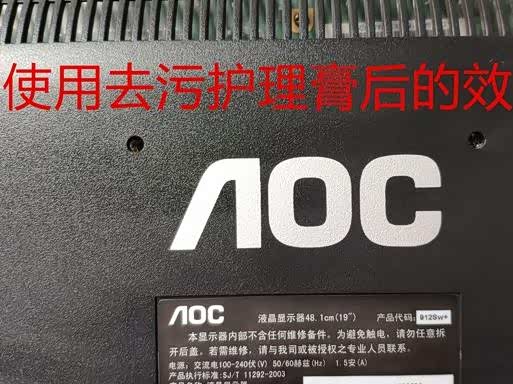 使用去污护理膏后的效
AOC
AOC 液晶显示器48.1cm(19") 产品代码: 912Sw+
本显示器内部不含任何维修备件。为避免触电, 请勿任意拆
开后盖。若需维修, 请与我司或被授权之专业人员联系。
电源: 交流电100-240伏(V) 50/60赫兹(Hz) 1.5安(A)
产品执行标准: SJ/T 11292-2003